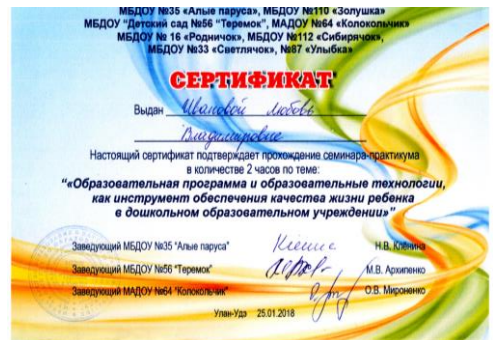 МБДОУ №35 «Алые паруса», МБДОУ №110 «Золушка»
МБДОУ "Детский сад №56 "Теремок", МАДОУ №64 «Колокольчик»
МБДОУ № 16 «Родничок», МБДОУ №112 «Сибирячок»,
МБДОУ №33 «Светлячок», №87 «Улыбка»
СЕРТИФИКАТ
Выдан Ивановой Любовь
Владимировне
Настоящий сертификат подтверждает прохождение семинара-практикума
в количестве 2 часов по теме:
"«Образовательная программа и образовательные технологии,
как инструмент обеспечения качества жизни ребенка
в дошкольном образовательном учреждении»"
Заведующий МБДОУ №35 "Алые паруса" Н.В. Кленина
Заведующий МБДОУ №56 "Теремок" М.В. Архипенко
Заведующий МАДОУ №64 "Колокольчик" О.В. Мироненко
Улан-Удэ 25.01.2018